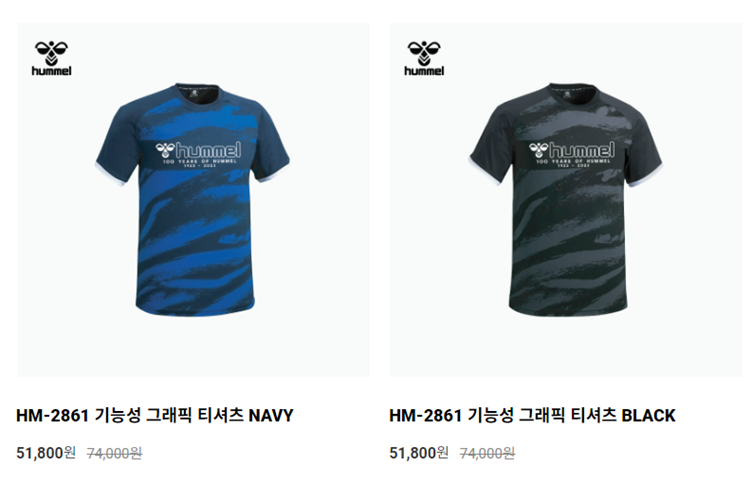 hummel
hummel
hummel
100 YEARS OF HUMMEL
1923 - 2023
hummel
100 YEARS OF HUMMEL
1923 - 2023
HM-2861 기능성 그래픽 티셔츠 NAVY
HM-2861 기능성 그래픽 티셔츠 BLACK
51,800원 74,000원
51,800원 74,000원